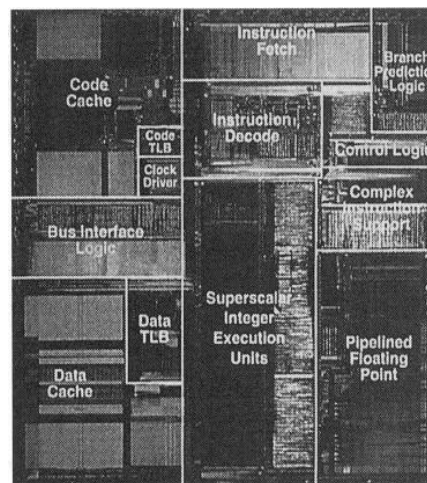 Code
Cache
Code
TLB
Clock
Driver
Instruction
Fetch
Branch
Prediction
Logic
Instruction
Decode
Control Logic
Complex
Instruction
Support
Bus Interface
Logic
Data
TLB
Data
Cache
Superscalar
Integer
Execution
Units
Pipelined
Floating
Point